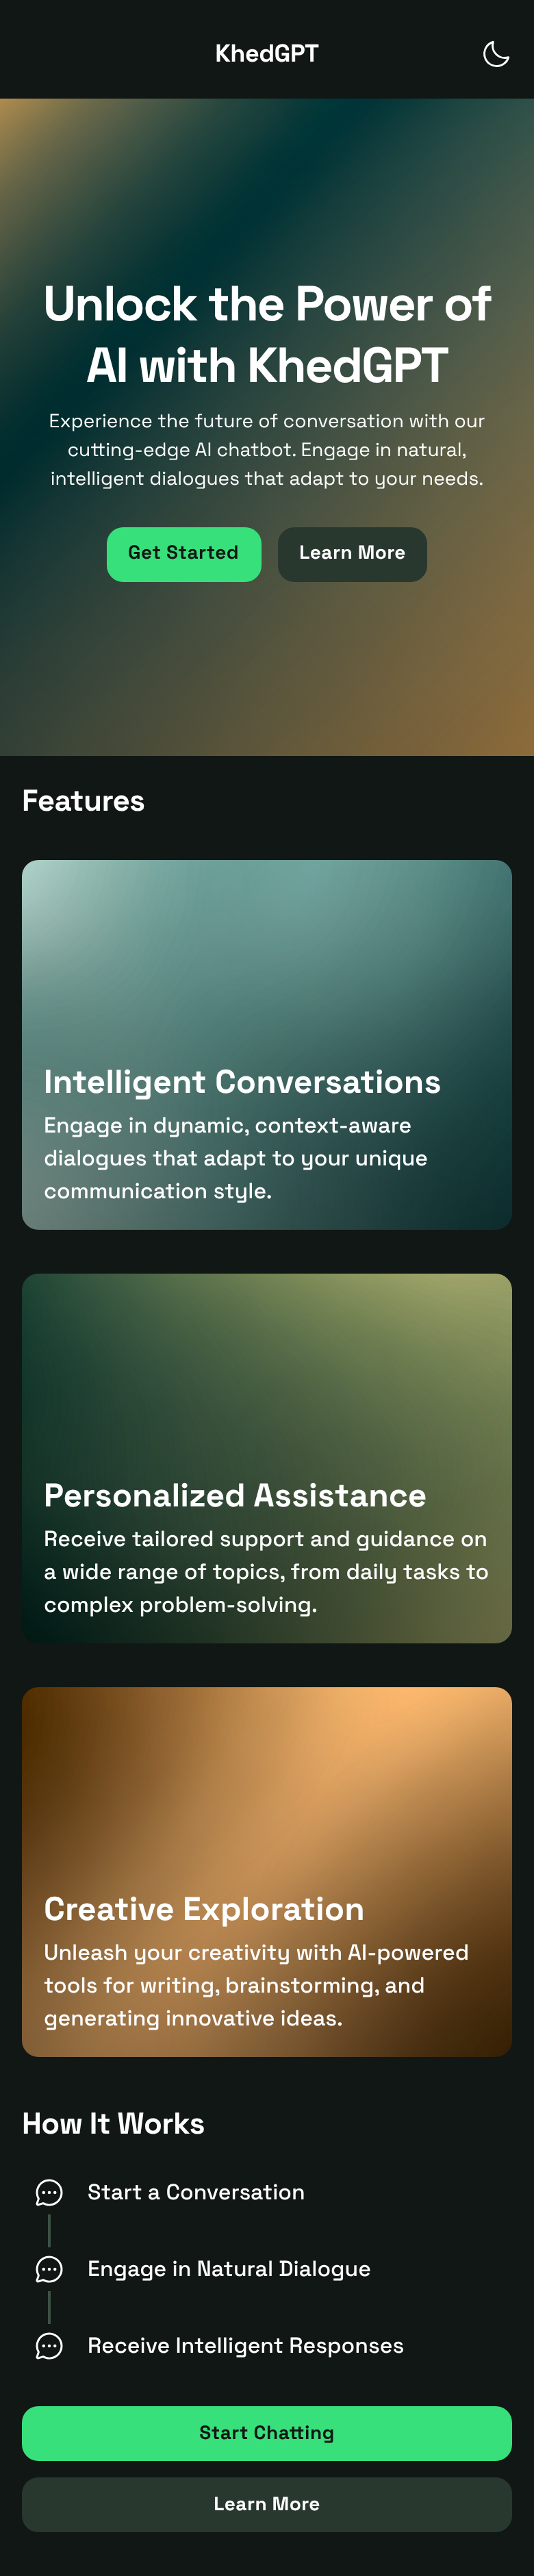 KhedGPT
Unlock the Power of
AI with KhedGPT
Experience the future of conversation with our
cutting-edge AI chatbot. Engage in natural,
intelligent dialogues that adapt to your needs.
Get Started
Learn More
Features
Intelligent Conversations
Engage in dynamic, context-aware
dialogues that adapt to your unique
communication style.
Personalized Assistance
Receive tailored support and guidance on
a wide range of topics, from daily tasks to
complex problem-solving.
Creative Exploration
Unleash your creativity with AI-powered
tools for writing, brainstorming, and
generating innovative ideas.
How It Works
Start a Conversation
Engage in Natural Dialogue
Receive Intelligent Responses
Start Chatting
Learn More